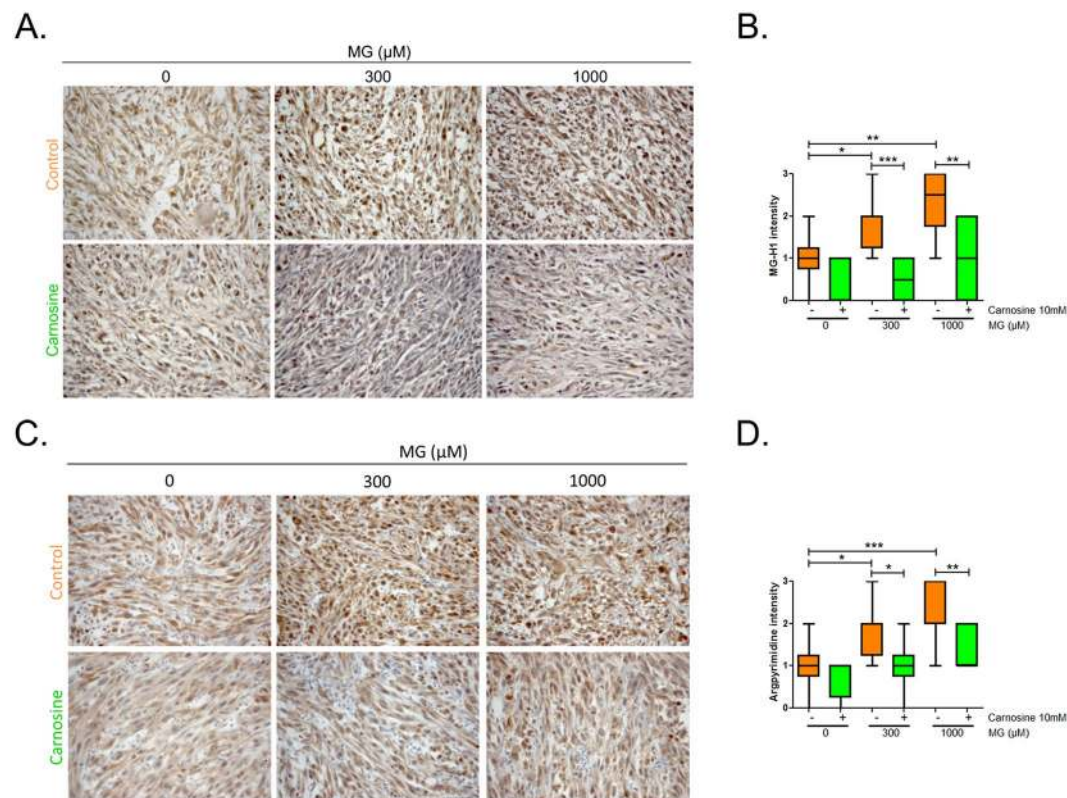 A.
MG (µM)
0 300 1000
Control
Carnosine
B.
**
* *** **
MG-H1 intensity
3
2
1
0
- + - + - + Carnosine 10mM
0 300 1000 MG (µM)
C.
MG (µM)
0 300 1000
Control
Carnosine
D.
***
* * **
Argpyrimidine intensity
3
2
1
0
- + - + - + Carnosine 10mM
0 300 1000 MG (µM)